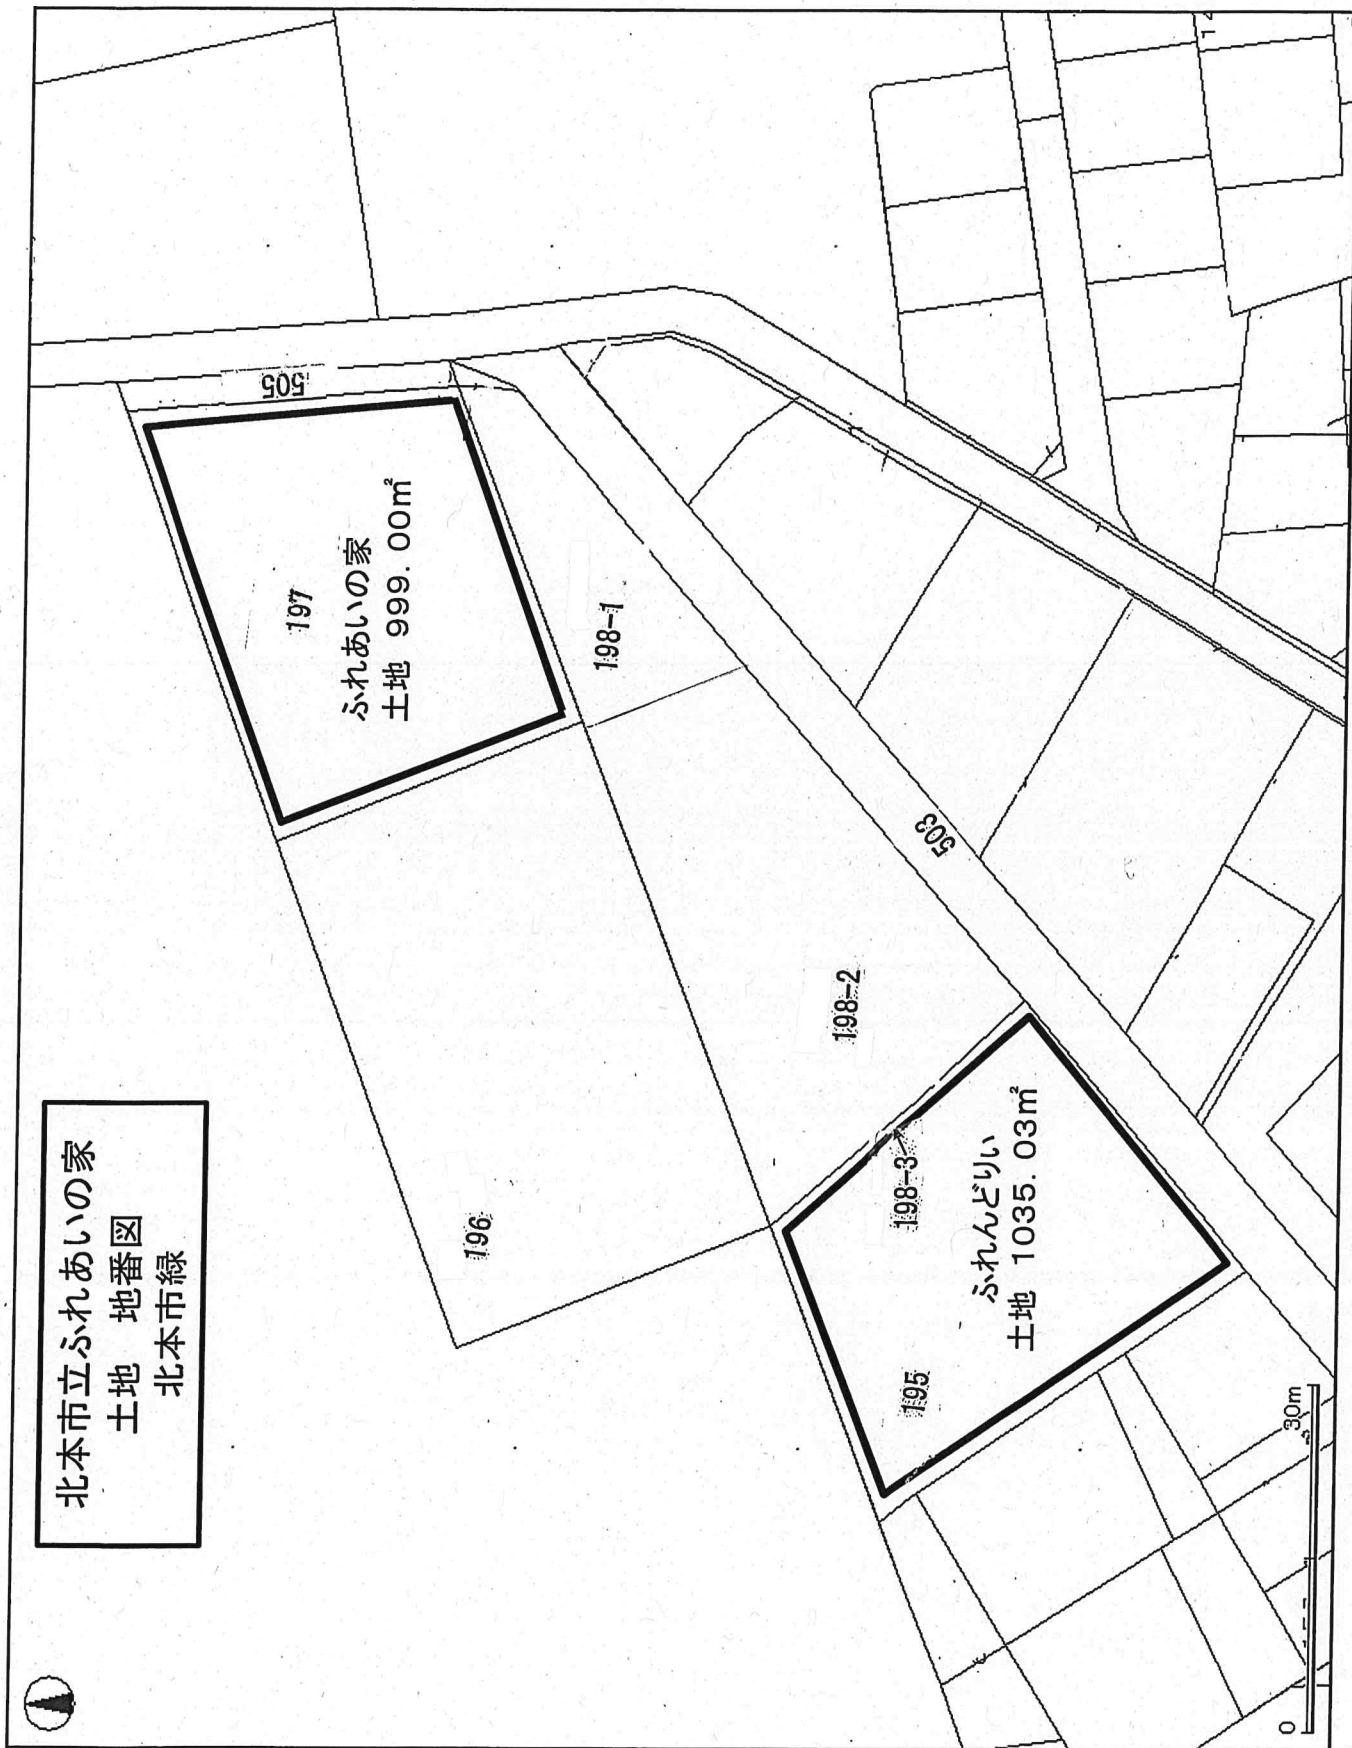 北本市立ふれあいの家
土地　地番図
北本市緑
505
197
ふれあいの家
土地 999.00㎡
198-1
503
196
198-2
198-3
195
ふれんどりぃ
土地 1035.03㎡
0
30m